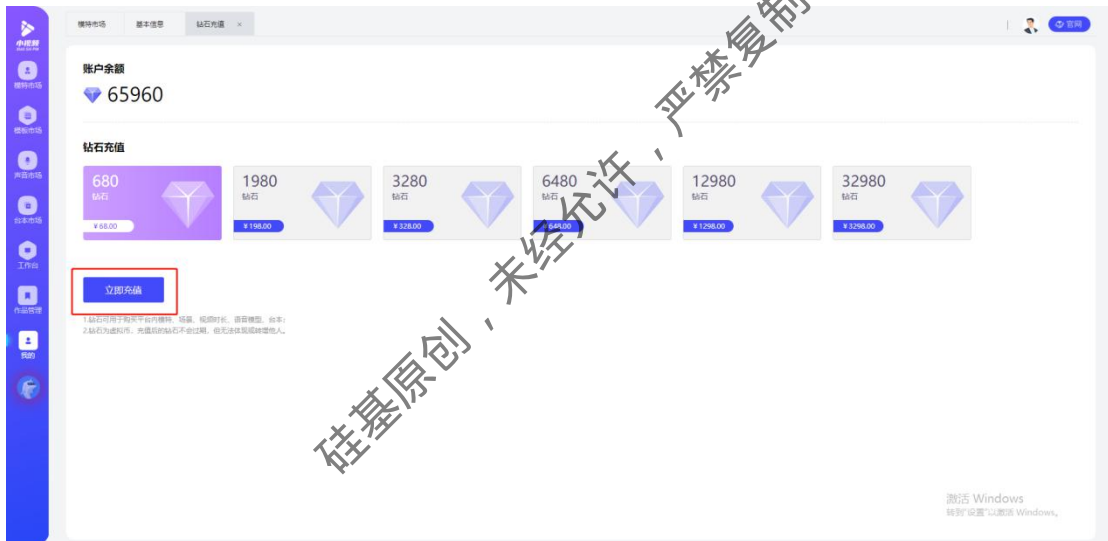 模特市场 基本信息 钻石充值 ×
官网
小视频
模特市场
模板市场
声音市场
台本市场
工作台
作品管理
我的
账户余额
65960
钻石充值
680
钻石
¥68.00
1980
钻石
¥198.00
3280
钻石
¥328.00
6480
钻石
¥648.00
12980
钻石
¥1298.00
32980
钻石
¥3298.00
立即充值
1.钻石可用于购买平台内模特、场景、视频时长、语音模型、台本;
2.钻石为虚拟币,充值后的钻石不会过期,但无法体现或转赠他人。
硅基原创,未经允许,严禁复制
激活 Windows
转到"设置"以激活 Windows。